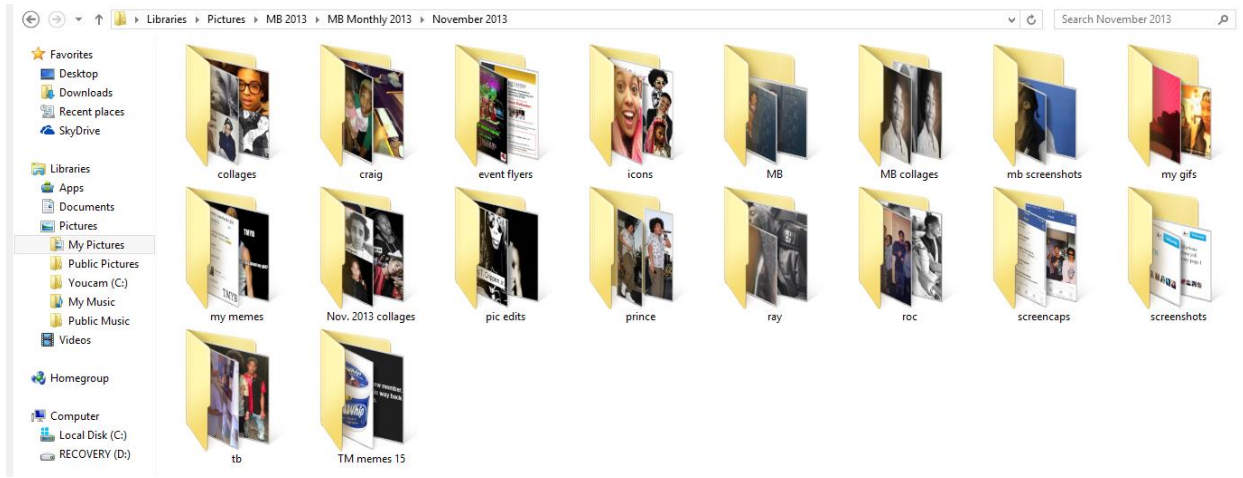 Libraries ▸ Pictures ▸ MB 2013 ▸ MB Monthly 2013 ▸ November 2013
Search November 2013
Favorites
Desktop
Downloads
Recent places
SkyDrive
Libraries
Apps
Documents
Pictures
My Pictures
Public Pictures
Youcam (C:)
My Music
Public Music
Videos
Homegroup
Computer
Local Disk (C:)
RECOVERY (D:)
collages craig event flyers icons MB MB collages mb screenshots my gifs
TMYB
my memes Nov. 2013 collages pic edits prince ray roc screencaps screenshots
tb TM memes 15